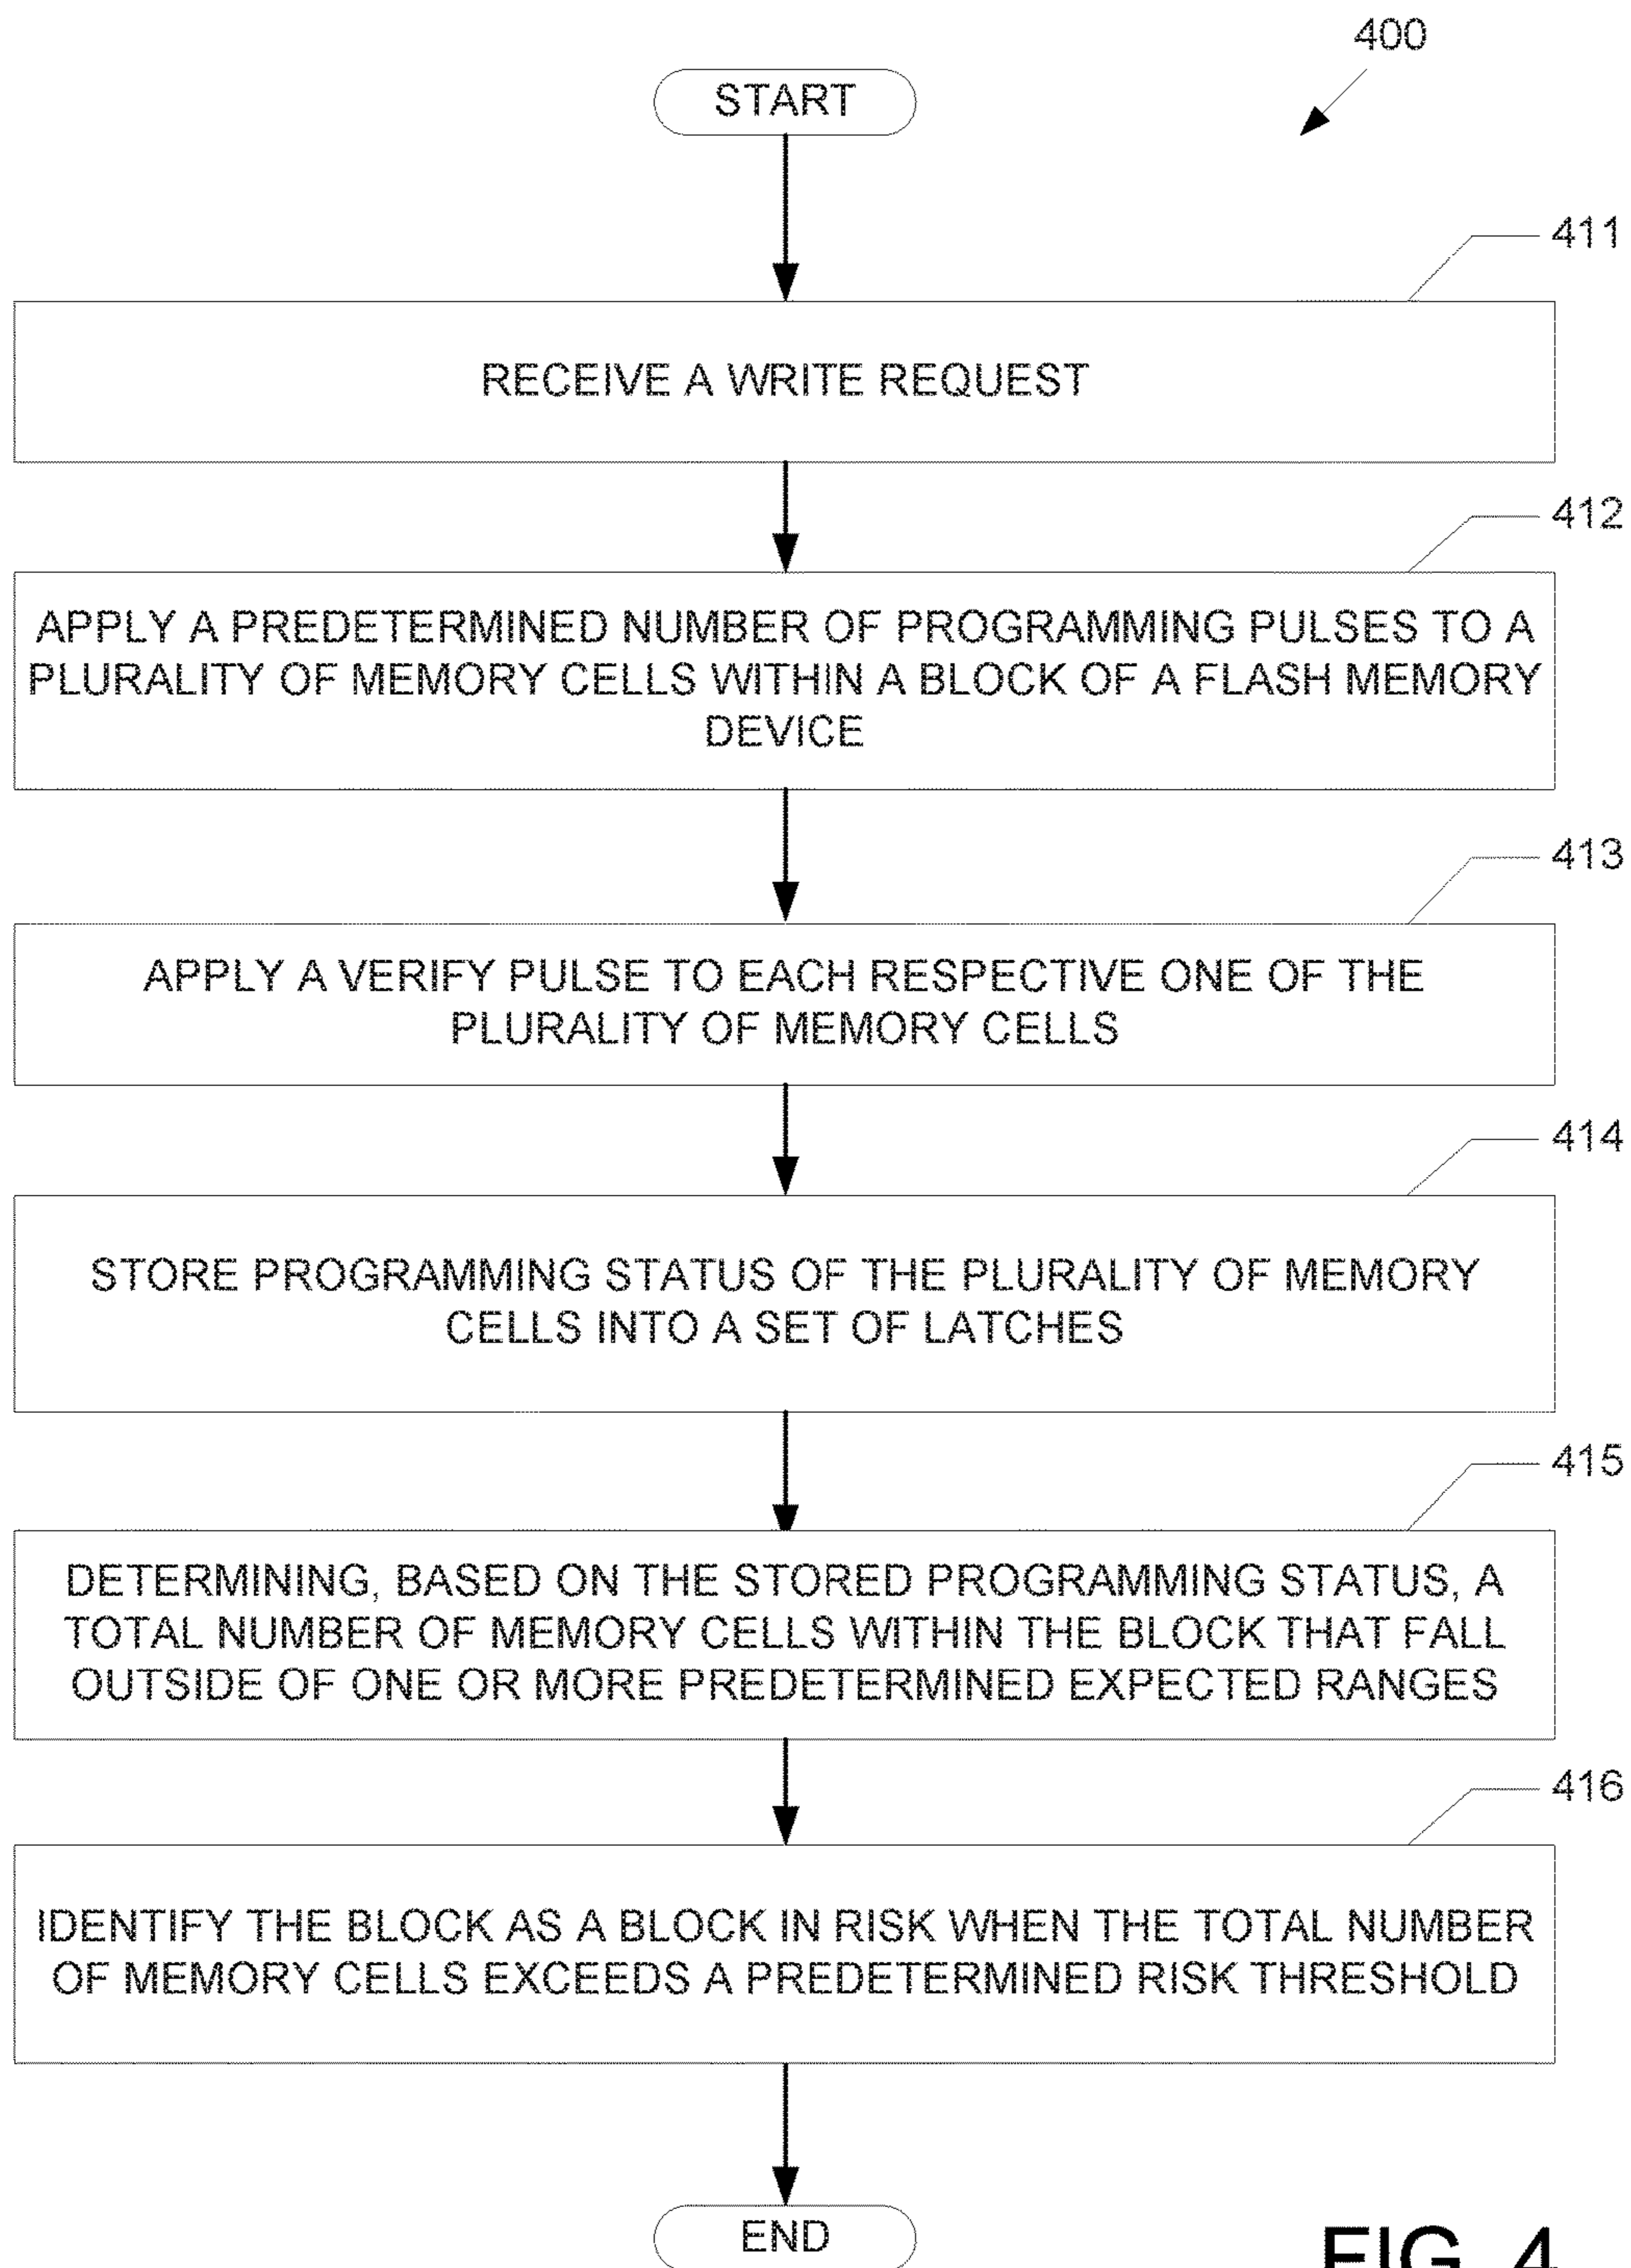 400
START
411
RECEIVE A WRITE REQUEST
412
APPLY A PREDETERMINED NUMBER OF PROGRAMMING PULSES TO A
PLURALITY OF MEMORY CELLS WITHIN A BLOCK OF A FLASH MEMORY
DEVICE
413
APPLY A VERIFY PULSE TO EACH RESPECTIVE ONE OF THE
PLURALITY OF MEMORY CELLS
414
STORE PROGRAMMING STATUS OF THE PLURALITY OF MEMORY
CELLS INTO A SET OF LATCHES
415
DETERMINING, BASED ON THE STORED PROGRAMMING STATUS, A
TOTAL NUMBER OF MEMORY CELLS WITHIN THE BLOCK THAT FALL
OUTSIDE OF ONE OR MORE PREDETERMINED EXPECTED RANGES
416
IDENTIFY THE BLOCK AS A BLOCK IN RISK WHEN THE TOTAL NUMBER
OF MEMORY CELLS EXCEEDS A PREDETERMINED RISK THRESHOLD
END
FIG. 4